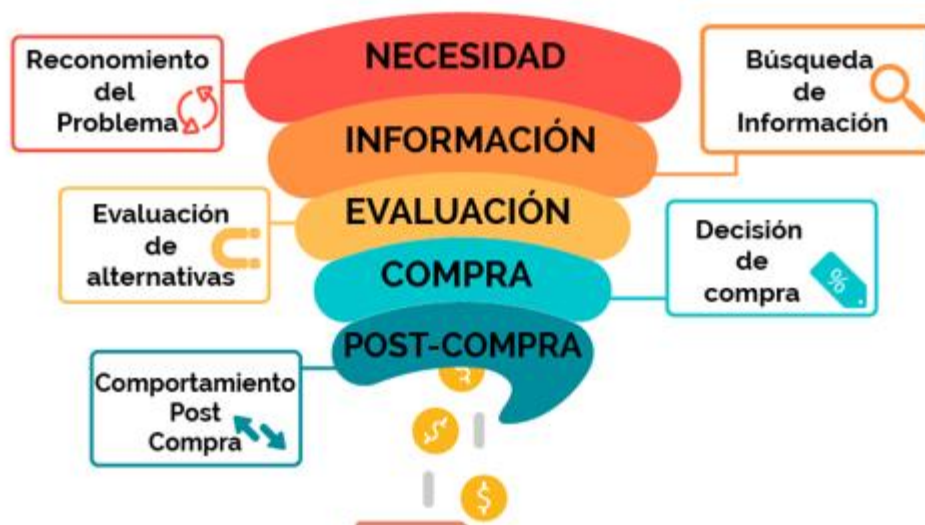 NECESIDAD
Reconomiento
del
Problema
Búsqueda
de
Información
INFORMACIÓN
EVALUACIÓN
Evaluación
de
alternativas
COMPRA
Decisión
de
compra
%
POST-COMPRA
Comportamiento
Post
Compra
$
$